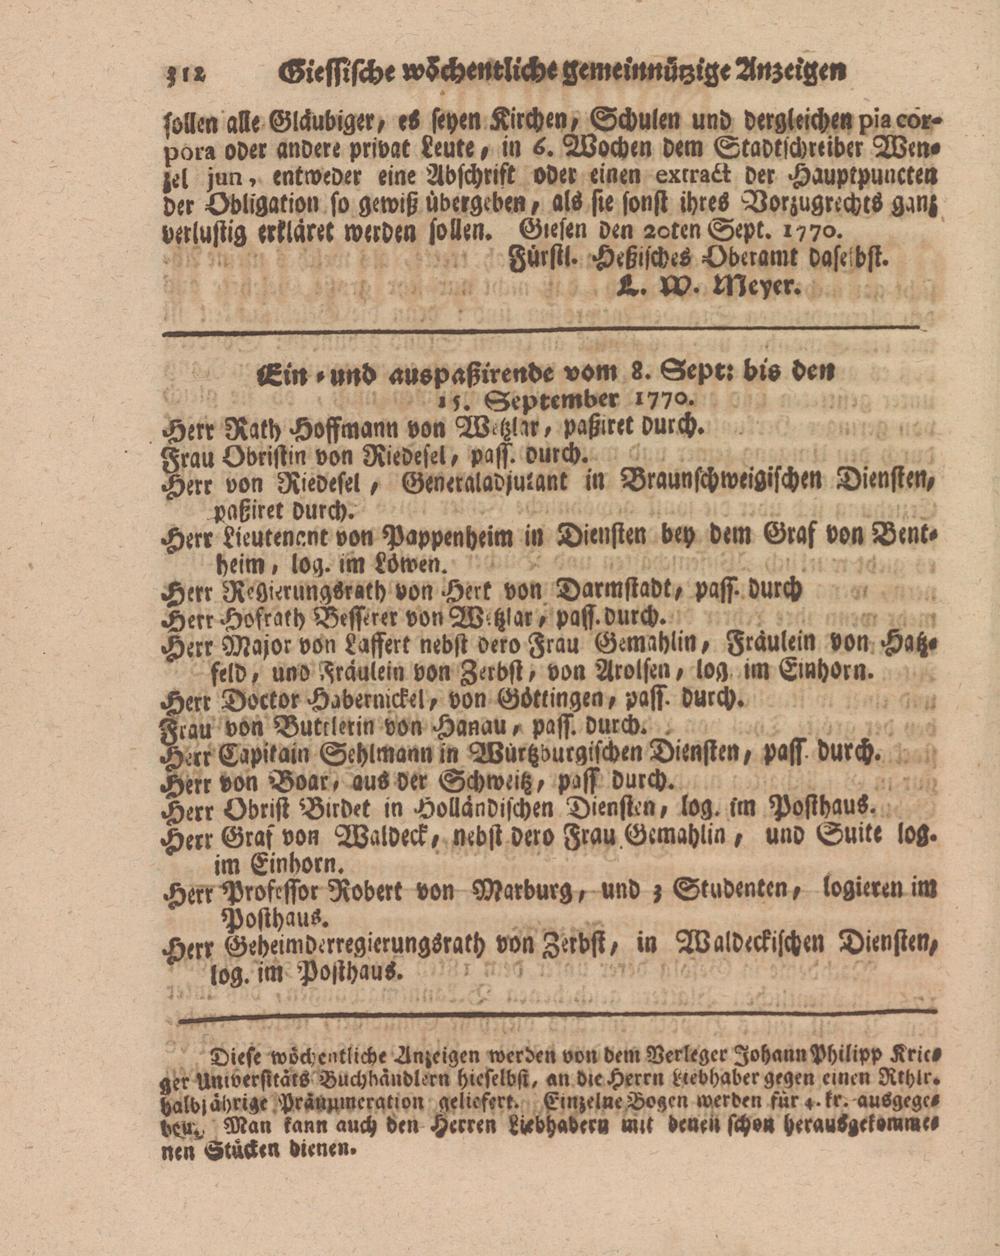 312 Giessische wöchentliche gemeinnützige Anzeigen
sollen alle Gläubiger, es seyen Kirchen, Schulen und dergleichen pia cor-
pora oder andere privat Leute, in 6. Wochen dem Stadtschreiber Wen-
zel jun, entweder eine Abschrift oder einen extract der Hauptpuncten
der Obligation so gewiß übergeben, als sie sonst ihres Vorzugrechts ganz
verlustig erkläret werden sollen. Giesen den 20ten Sept. 1770.
Fürstl. Heßisches Oberamt daselbst.
L. W. Meyer.
Ein- und auspaßirende vom 8. Sept: bis den
15. September 1770.
Herr Rath Hoffmann von Wetzlar, paßiret durch.
Frau Obristin von Riedesel, pass. durch.
Herr von Riedesel, Generaladjutant in Braunschweigischen Diensten,
paßiret durch.
Herr Lieutenant von Pappenheim in Diensten bey dem Graf von Bent-
heim, log. im Löwen.
Herr Regierungsrath von Hert von Darmstadt, pass. durch
Herr Hofrath Besserer von Wetzlar, pass. durch.
Herr Major von Laffert nebst dero Frau Gemahlin, Fräulein von Hatz-
feld, und Fräulein von Zerbst, von Arolsen, log. im Einhorn.
Herr Doctor Habernickel, von Göttingen, pass. durch.
Frau von Buttlerin von Hanau, pass. durch.
Herr Capitain Sehlmann in Würtzburgischen Diensten, pass. durch.
Herr von Boar, aus der Schweitz, pass durch.
Herr Obrist Birdet in Holländischen Diensten, log. im Posthaus.
Herr Graf von Waldeck, nebst dero Frau Gemahlin, und Suite log.
im Einhorn.
Herr Professor Robert von Marburg, und 3 Studenten, logieren im
Posthaus.
Herr Geheimderregierungsrath von Zerbst, in Waldeckischen Diensten,
log. im Posthaus.
Diese wöchentliche Anzeigen werden von dem Verleger Johann Philipp Krie-
ger Universitäts Buchhändlern hieselbst, an die Herrn Liebhaber gegen einen Rthlr.
halbjährige Pränumeration geliefert. Einzelne Bogen werden für 4. kr. ausgege-
ben. Man kann auch den Herren Liebhabern mit denen schon herausgekomme-
nen Stücken dienen.